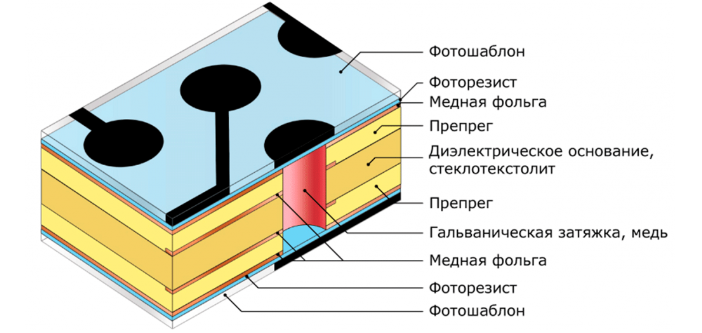 Фотошаблон
Фоторезист
Медная фольга
Препрег
Диэлектрическое основание,
стеклотекстолит
Препрег
Гальваническая затяжка, медь
Медная фольга
Фоторезист
Фотошаблон